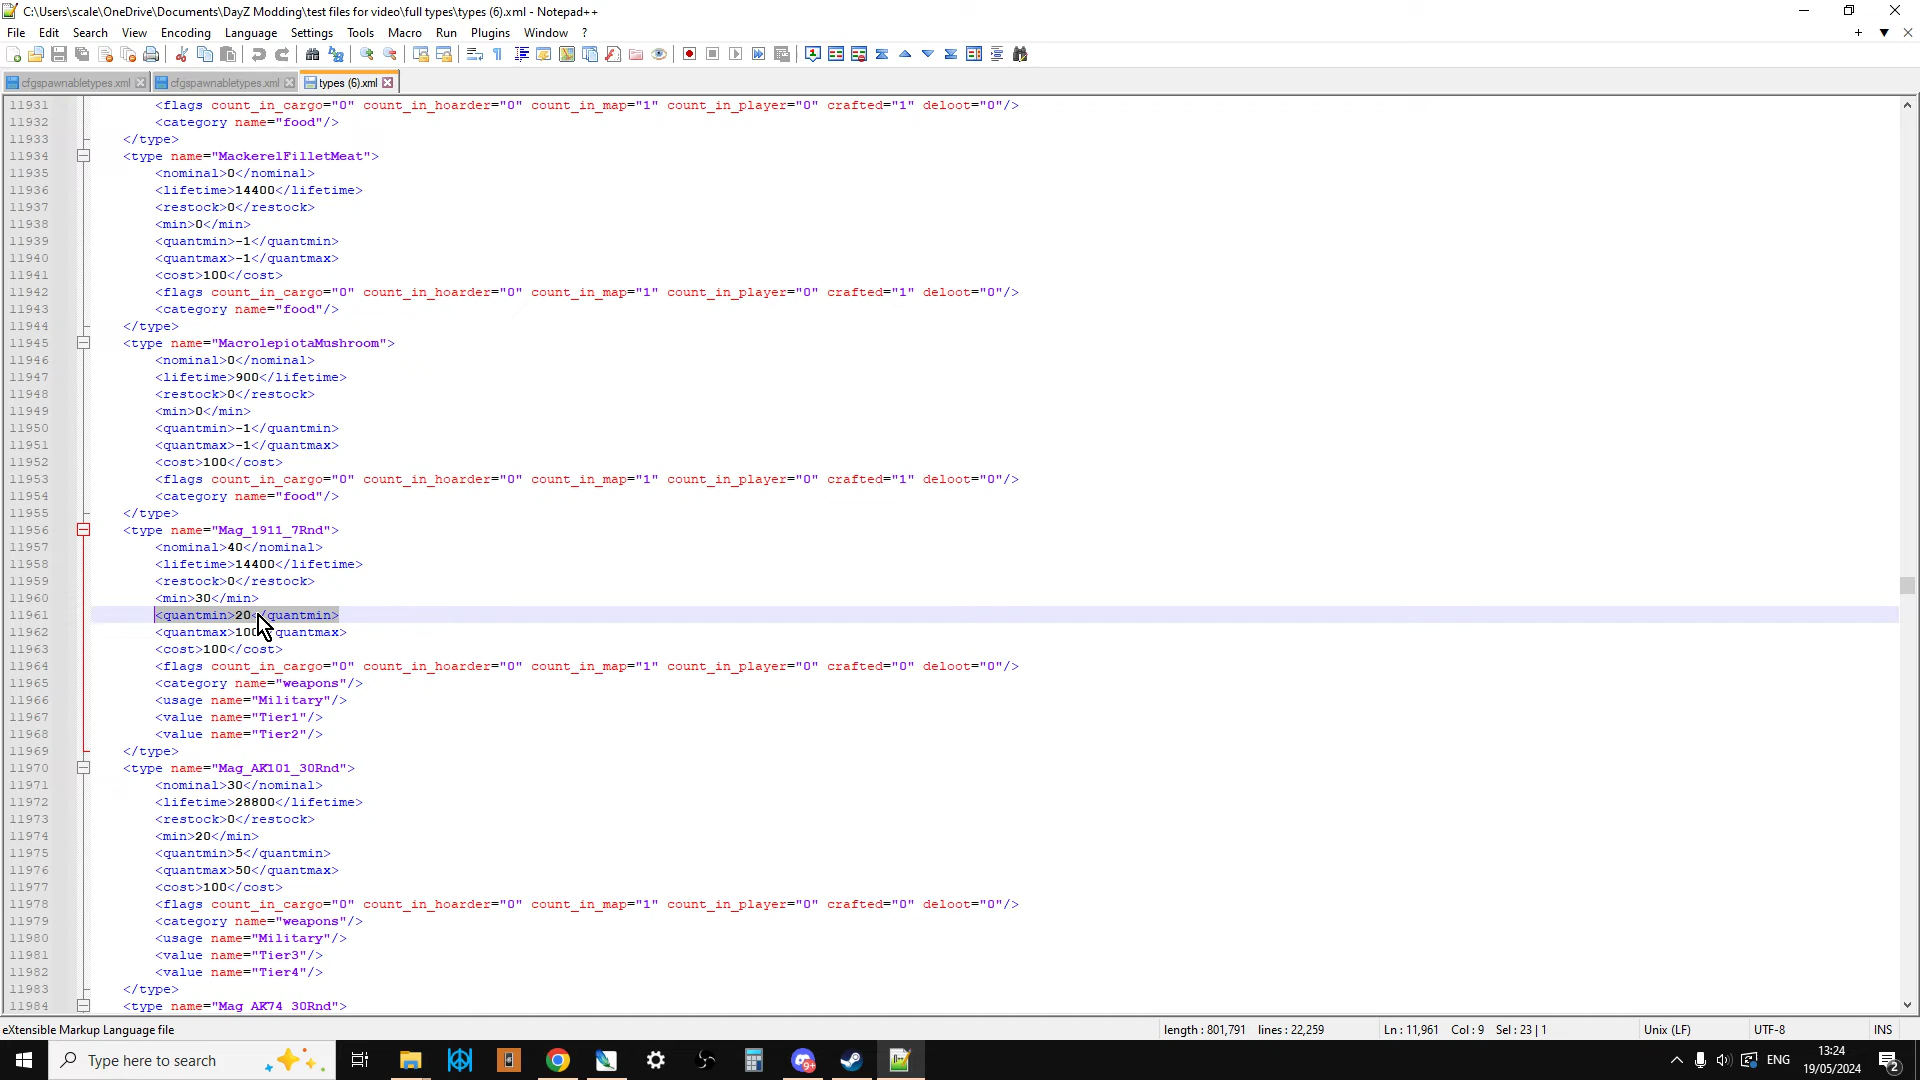 C:\Users\scale\OneDrive\Documents\DayZ Modding\test files for video\full types\types (6).xml - Notepad++
File Edit Search View Encoding Language Settings Tools Macro Run Plugins Window ?
cfgspawnabletypes.xml cfgspawnabletypes.xml types (6).xml
11931 <flags count_in_cargo="0" count_in_hoarder="0" count_in_map="1" count_in_player="0" crafted="1" deloot="0"/>
11932 <category name="food"/>
11933 </type>
11934 <type name="MackerelFilletMeat">
11935 <nominal>0</nominal>
11936 <lifetime>14400</lifetime>
11937 <restock>0</restock>
11938 <min>0</min>
11939 <quantmin>-1</quantmin>
11940 <quantmax>-1</quantmax>
11941 <cost>100</cost>
11942 <flags count_in_cargo="0" count_in_hoarder="0" count_in_map="1" count_in_player="0" crafted="1" deloot="0"/>
11943 <category name="food"/>
11944 </type>
11945 <type name="MacrolepiotaMushroom">
11946 <nominal>0</nominal>
11947 <lifetime>900</lifetime>
11948 <restock>0</restock>
11949 <min>0</min>
11950 <quantmin>-1</quantmin>
11951 <quantmax>-1</quantmax>
11952 <cost>100</cost>
11953 <flags count_in_cargo="0" count_in_hoarder="0" count_in_map="1" count_in_player="0" crafted="1" deloot="0"/>
11954 <category name="food"/>
11955 </type>
11956 <type name="Mag_1911_7Rnd">
11957 <nominal>40</nominal>
11958 <lifetime>14400</lifetime>
11959 <restock>0</restock>
11960 <min>30</min>
11961 <quantmin>20</quantmin>
11962 <quantmax>100</quantmax>
11963 <cost>100</cost>
11964 <flags count_in_cargo="0" count_in_hoarder="0" count_in_map="1" count_in_player="0" crafted="0" deloot="0"/>
11965 <category name="weapons"/>
11966 <usage name="Military"/>
11967 <value name="Tier1"/>
11968 <value name="Tier2"/>
11969 </type>
11970 <type name="Mag_AK101_30Rnd">
11971 <nominal>30</nominal>
11972 <lifetime>28800</lifetime>
11973 <restock>0</restock>
11974 <min>20</min>
11975 <quantmin>5</quantmin>
11976 <quantmax>50</quantmax>
11977 <cost>100</cost>
11978 <flags count_in_cargo="0" count_in_hoarder="0" count_in_map="1" count_in_player="0" crafted="0" deloot="0"/>
11979 <category name="weapons"/>
11980 <usage name="Military"/>
11981 <value name="Tier3"/>
11982 <value name="Tier4"/>
11983 </type>
11984 <type name="Mag_AK74_30Rnd">
eXtensible Markup Language file length : 801,791 lines : 22,259 Ln : 11,961 Col : 9 Sel : 23 | 1 Unix (LF) UTF-8 INS
Type here to search 9+ ENG 13:24 2
19/05/2024